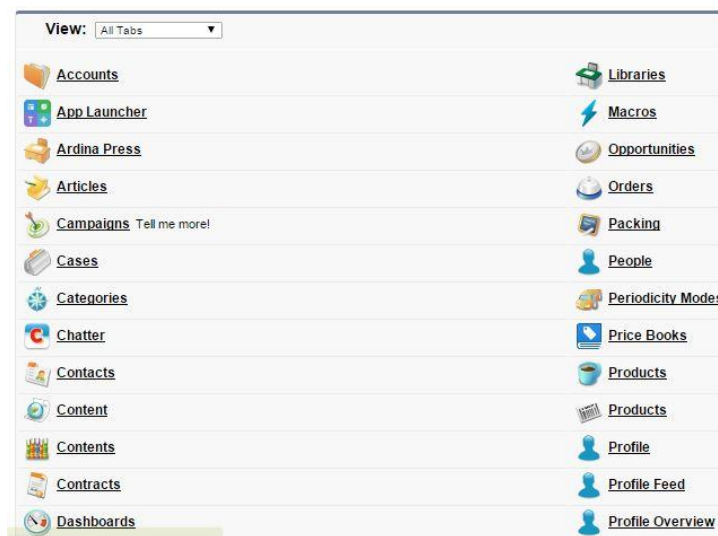 View: All Tabs
Accounts
App Launcher
Ardina Press
Articles
Campaigns Tell me more!
Cases
Categories
Chatter
Contacts
Content
Contents
Contracts
Dashboards
Libraries
Macros
Opportunities
Orders
Packing
People
Periodicity Modes
Price Books
Products
Products
Profile
Profile Feed
Profile Overview